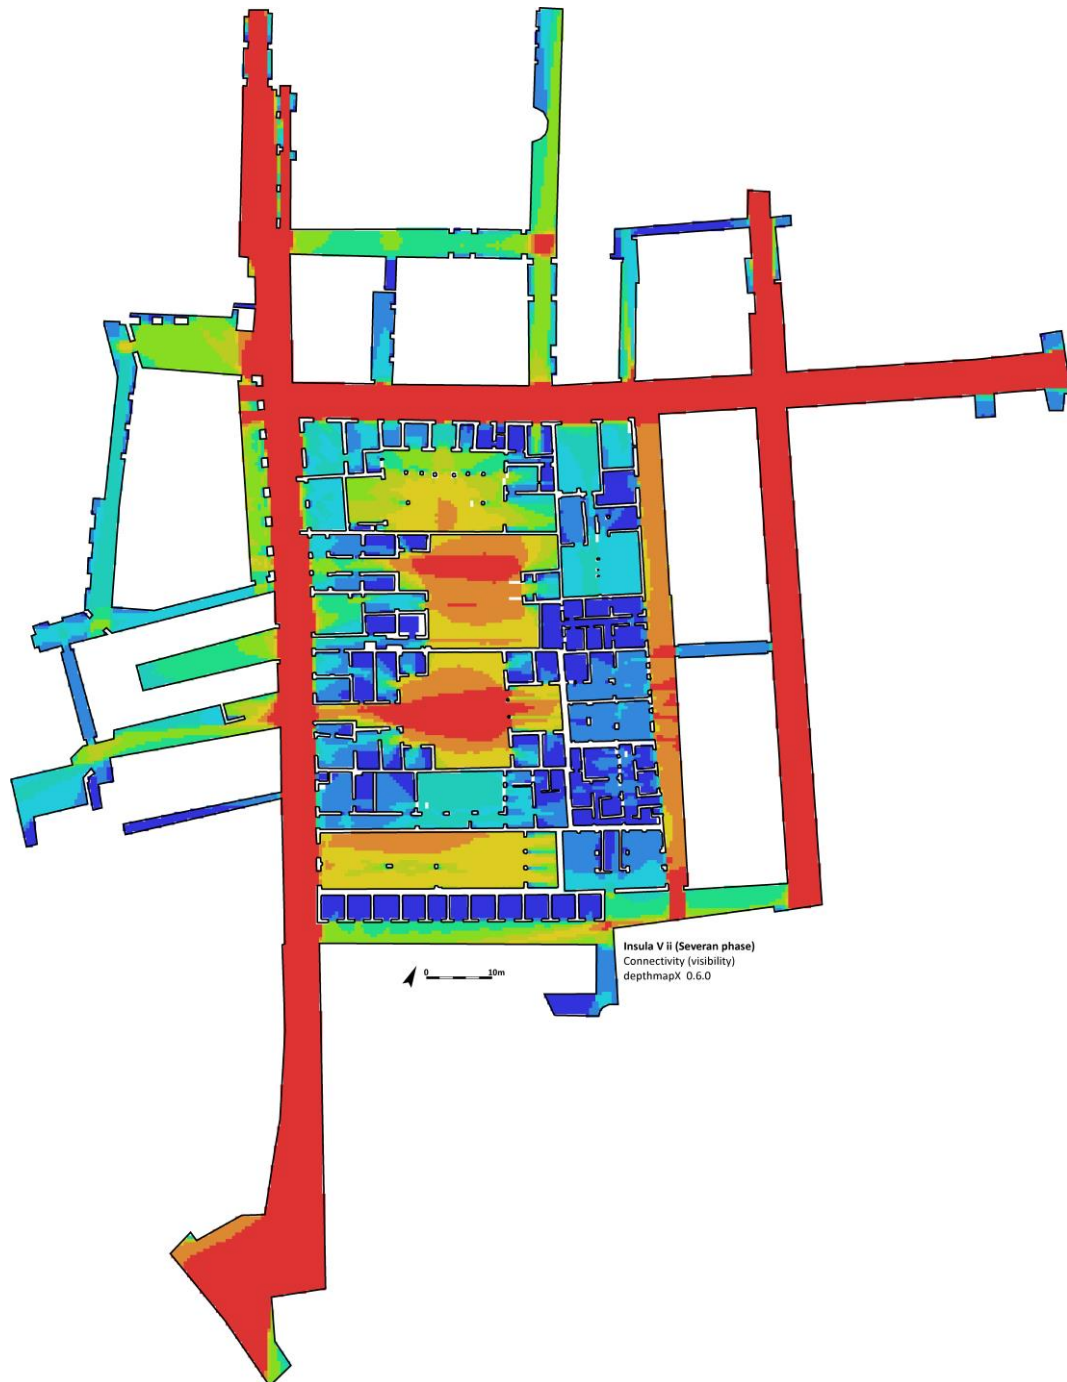 Insula V ii (Severan phase)
Connectivity (visibility)
depthmapX 0.6.0
0 10m